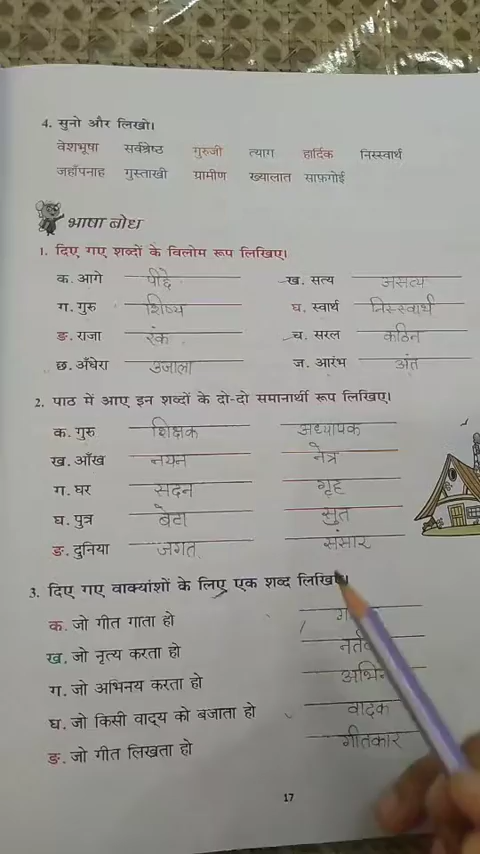 4. सुनो और लिखो।
वेशभूषा सर्वश्रेष्ठ गुरुजी त्याग हार्दिक निस्स्वार्थ
जहाँपनाह गुस्ताखी ग्रामीण ख्यालात साफ़गोई
भाषा बोध
1. दिए गए शब्दों के विलोम रूप लिखिए।
क. आगे पीछे ख. सत्य असत्य
ग. गुरु शिष्य घ. स्वार्थ निस्स्वार्थ
ङ. राजा रंक च. सरल कठिन
छ. अँधेरा उजाला ज. आरंभ अंत
2. पाठ में आए इन शब्दों के दो-दो समानार्थी रूप लिखिए।
क. गुरु शिक्षक अध्यापक
ख. आँख नयन नेत्र
ग. घर सदन गृह
घ. पुत्र बेटा सुत
ङ. दुनिया जगत संसार
3. दिए गए वाक्यांशों के लिए एक शब्द लिखिए।
क. जो गीत गाता हो
ख. जो नृत्य करता हो
ग. जो अभिनय करता हो
घ. जो किसी वाद्य को बजाता हो वादक
ङ. जो गीत लिखता हो गीतकार
17